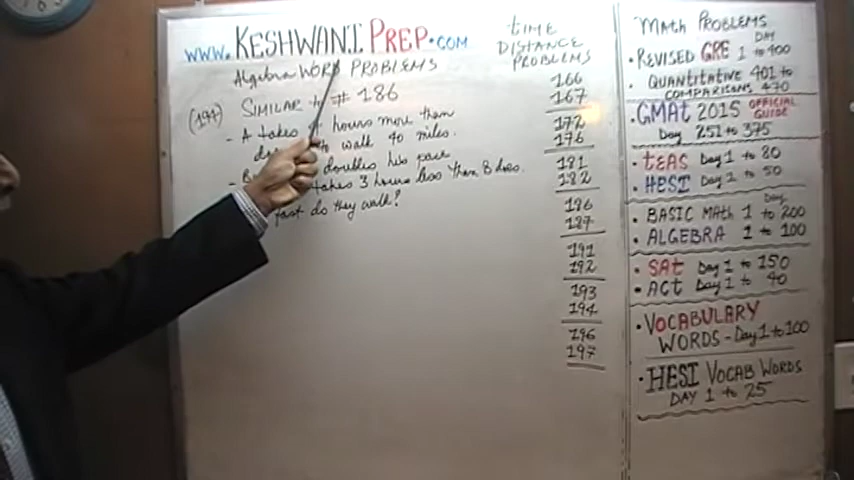 www.KESHWANI PREP.COM
Algebra WORD PROBLEMS
(197) SIMILAR to # 186
- A takes hours more than
to walk 40 miles.
- doubles his pace
takes 3 hours less than B does.
fast do they walk?
TIME
DISTANCE
PROBLEMS
166
167
172
176
181
182
186
187
191
192
193
194
196
197
MATH PROBLEMS
DAY
• REVISED GRE 1 to 400
• QUANTITATIVE 401 to
COMPARISONS 470
• GMAT 2015 OFFICIAL GUIDE
Day 251 to 375
• TEAS Day 1 to 80
• HESI Day 1 to 50
DAY
• BASIC MATH 1 to 200
• ALGEBRA 1 to 100
• SAT Day 1 to 150
• ACT Day 1 to 40
• VOCABULARY
WORDS - Day 1 to 100
• HESI VOCAB WORDS
DAY 1 to 25